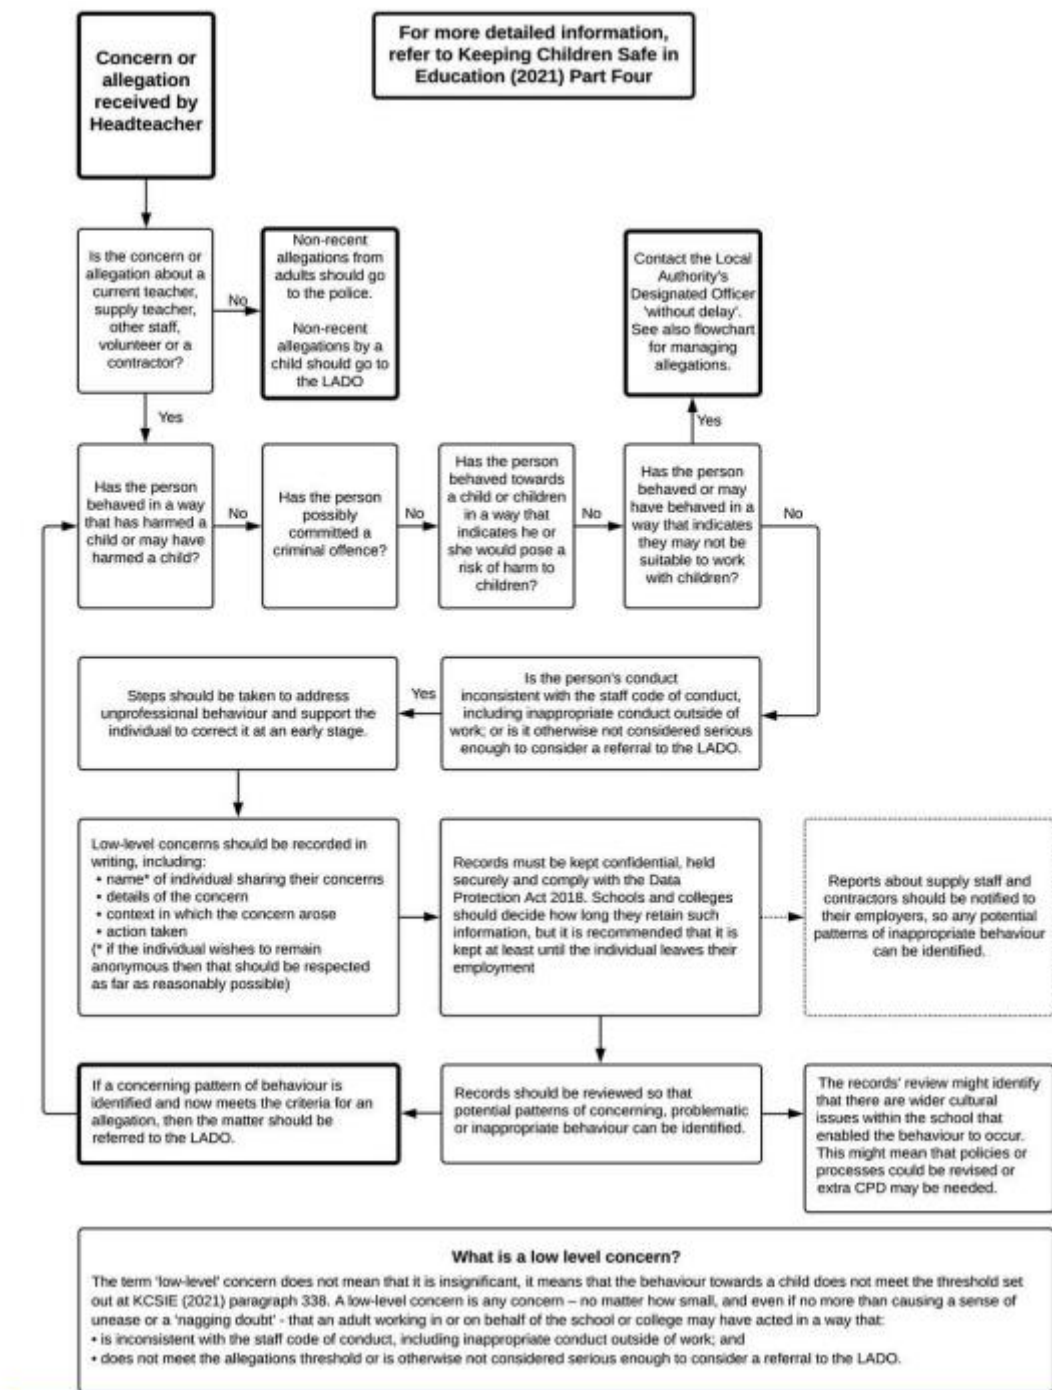 Concern or
allegation
received by
Headteacher
For more detailed information,
refer to Keeping Children Safe in
Education (2021) Part Four
Is the concern or
allegation about a
current teacher,
supply teacher,
other staff,
volunteer or a
contractor?
No
Non-recent
allegations from
adults should go
to the police.
Non-recent
allegations by a
child should go to
the LADO
Contact the Local
Authority's
Designated Officer
'without delay'.
See also flowchart
for managing
allegations.
Yes
Yes
Has the person
behaved in a way
that has harmed a
child or may have
harmed a child?
No
Has the person
possibly
committed a
criminal offence?
No
Has the person
behaved towards
a child or children
in a way that
indicates he or
she would pose a
risk of harm to
children?
No
Has the person
behaved or may
have behaved in a
way that indicates
they may not be
suitable to work
with children?
No
Steps should be taken to address
unprofessional behaviour and support the
individual to correct it at an early stage.
Yes
Is the person's conduct
inconsistent with the staff code of conduct,
including inappropriate conduct outside of
work; or is it otherwise not considered serious
enough to consider a referral to the LADO.
Low-level concerns should be recorded in
writing, including:
• name* of individual sharing their concerns
• details of the concern
• context in which the concern arose
• action taken
(* if the individual wishes to remain
anonymous then that should be respected
as far as reasonably possible)
Records must be kept confidential, held
securely and comply with the Data
Protection Act 2018. Schools and colleges
should decide how long they retain such
information, but it is recommended that it is
kept at least until the individual leaves their
employment
Reports about supply staff and
contractors should be notified to
their employers, so any potential
patterns of inappropriate behaviour
can be identified.
If a concerning pattern of behaviour is
identified and now meets the criteria for an
allegation, then the matter should be
referred to the LADO.
Records should be reviewed so that
potential patterns of concerning, problematic
or inappropriate behaviour can be identified.
The records' review might identify
that there are wider cultural
issues within the school that
enabled the behaviour to occur.
This might mean that policies or
processes could be revised or
extra CPD may be needed.
What is a low level concern?
The term 'low-level' concern does not mean that it is insignificant, it means that the behaviour towards a child does not meet the threshold set
out at KCSIE (2021) paragraph 338. A low-level concern is any concern – no matter how small, and even if no more than causing a sense of
unease or a 'nagging doubt' - that an adult working in or on behalf of the school or college may have acted in a way that:
• is inconsistent with the staff code of conduct, including inappropriate conduct outside of work; and
• does not meet the allegations threshold or is otherwise not considered serious enough to consider a referral to the LADO.